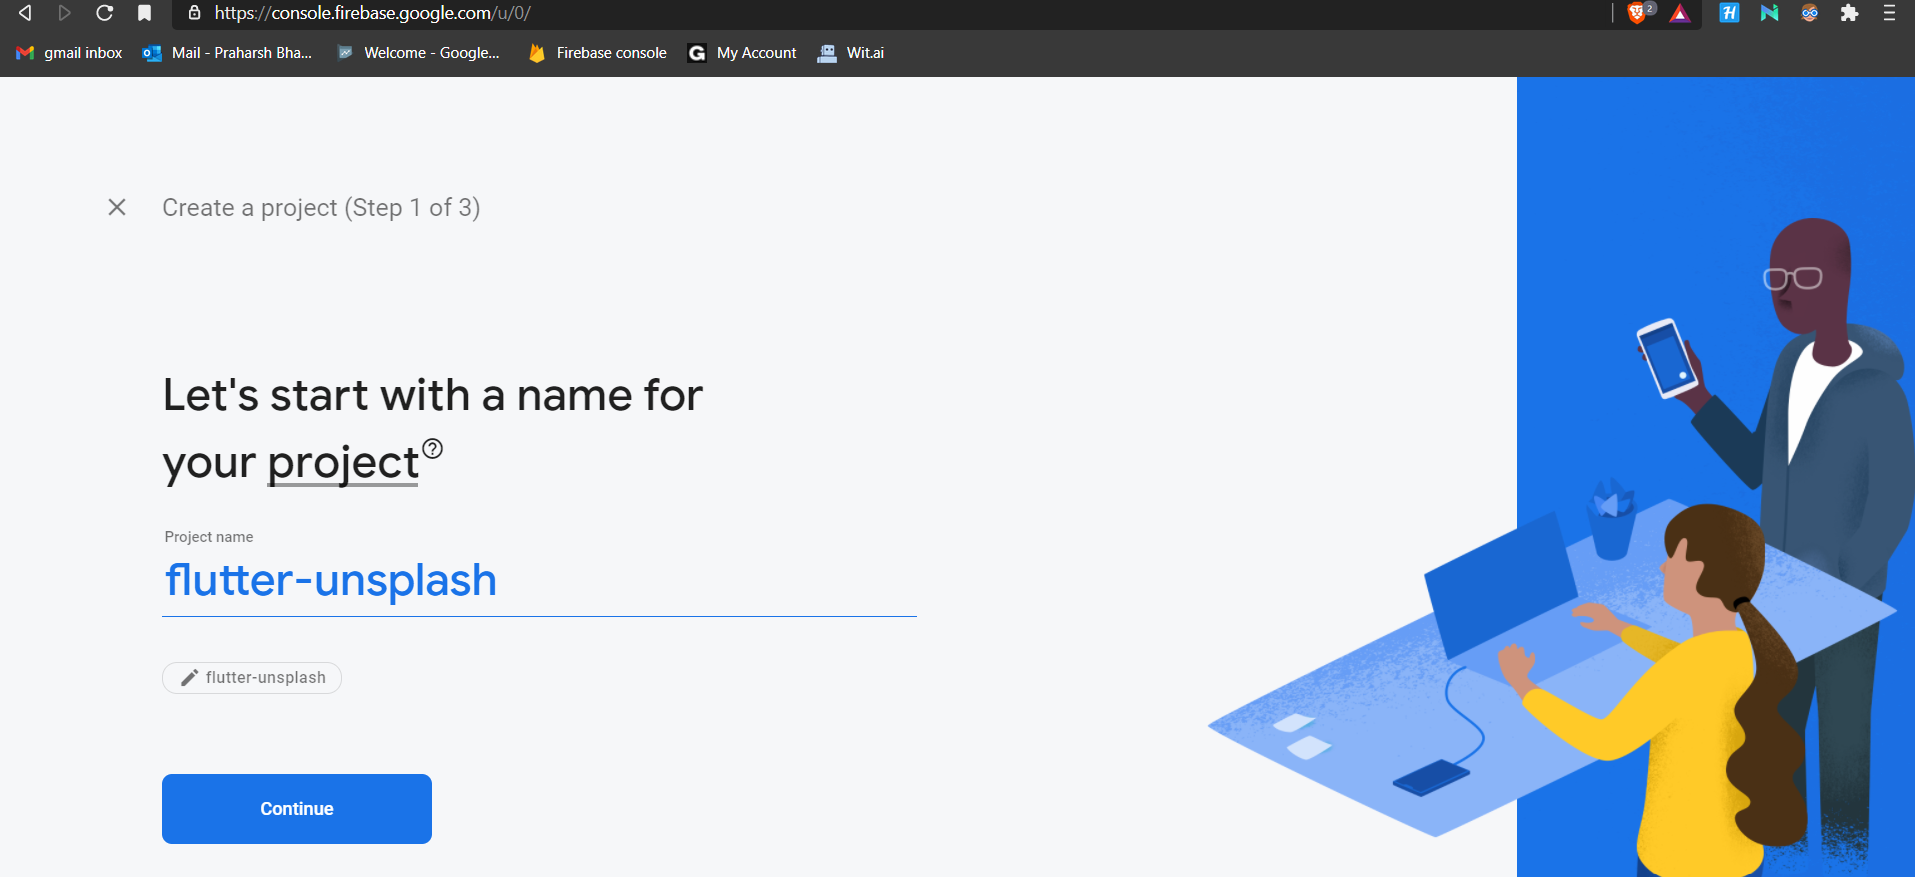 https://console.firebase.google.com/u/0/
2
gmail inbox
Mail - Praharsh Bha...
Welcome - Google...
Firebase console
G
My Account
Wit.ai
Create a project (Step 1 of 3)
Let's start with a name for
your project
Project name
flutter-unsplash
flutter-unsplash
Continue